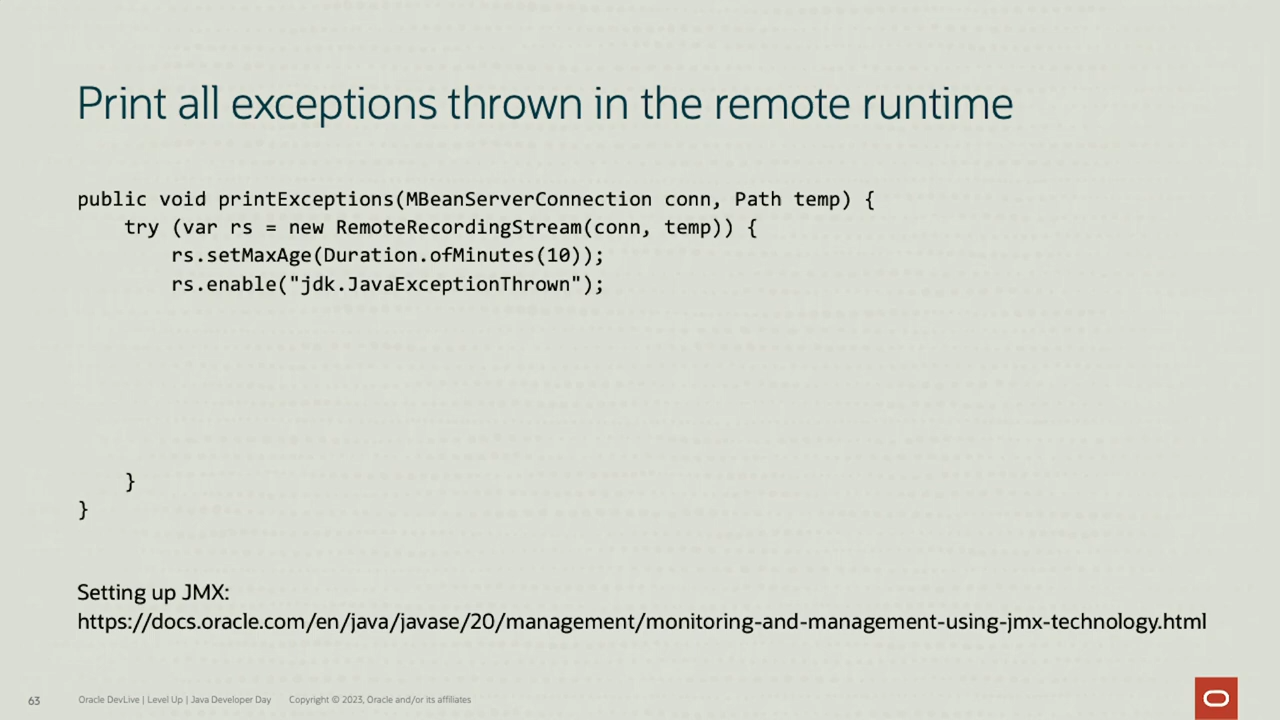 Print all exceptions thrown in the remote runtime
public void printExceptions(MBeanServerConnection conn, Path temp) {
    try (var rs = new RemoteRecordingStream(conn, temp)) {
        rs.setMaxAge(Duration.ofMinutes(10));
        rs.enable("jdk.JavaExceptionThrown");
    }
}
Setting up JMX:
https://docs.oracle.com/en/java/javase/20/management/monitoring-and-management-using-jmx-technology.html
63 Oracle DevLive | Level Up | Java Developer Day Copyright © 2023, Oracle and/or its affiliates